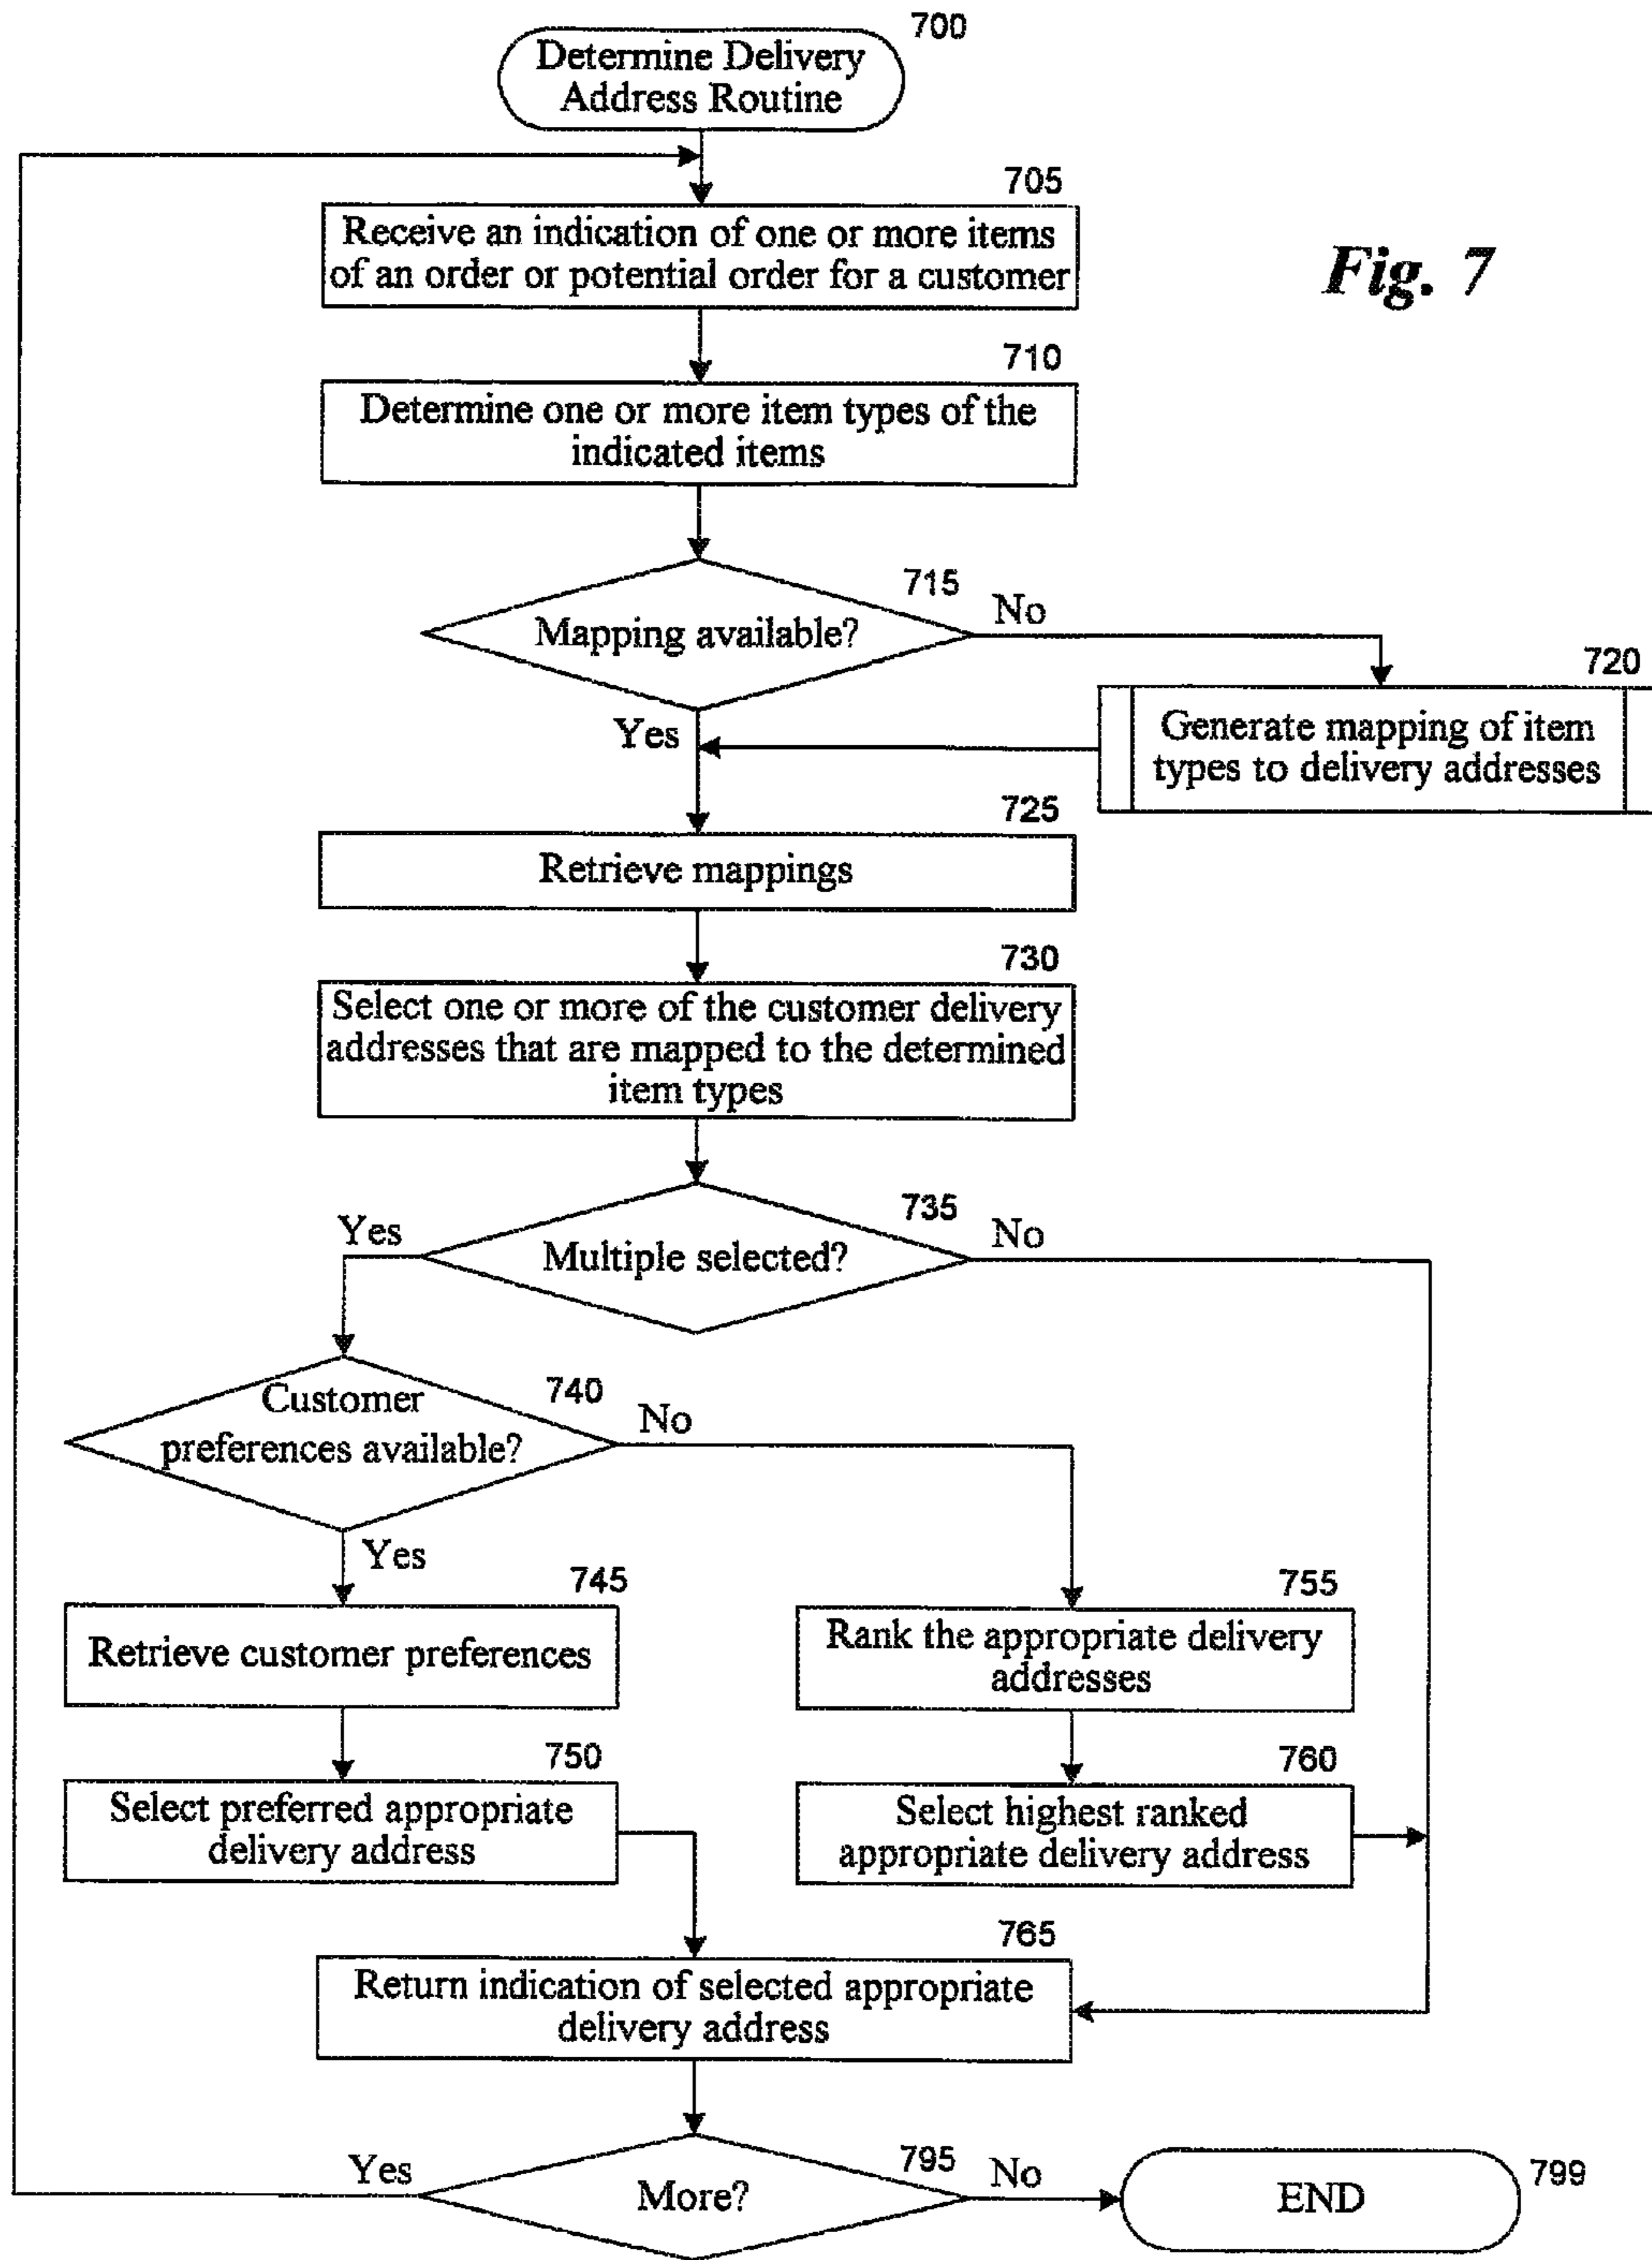 700
Determine Delivery
Address Routine
705
Receive an indication of one or more items
of an order or potential order for a customer
Fig. 7
710
Determine one or more item types of the
indicated items
715
Mapping available?
No
720
Generate mapping of item
types to delivery addresses
Yes
725
Retrieve mappings
730
Select one or more of the customer delivery
addresses that are mapped to the determined
item types
735
Yes
Multiple selected?
No
740
Customer
preferences available?
No
Yes
745
Retrieve customer preferences
755
Rank the appropriate delivery
addresses
750
Select preferred appropriate
delivery address
760
Select highest ranked
appropriate delivery address
765
Return indication of selected appropriate
delivery address
795
Yes
More?
No
END
799